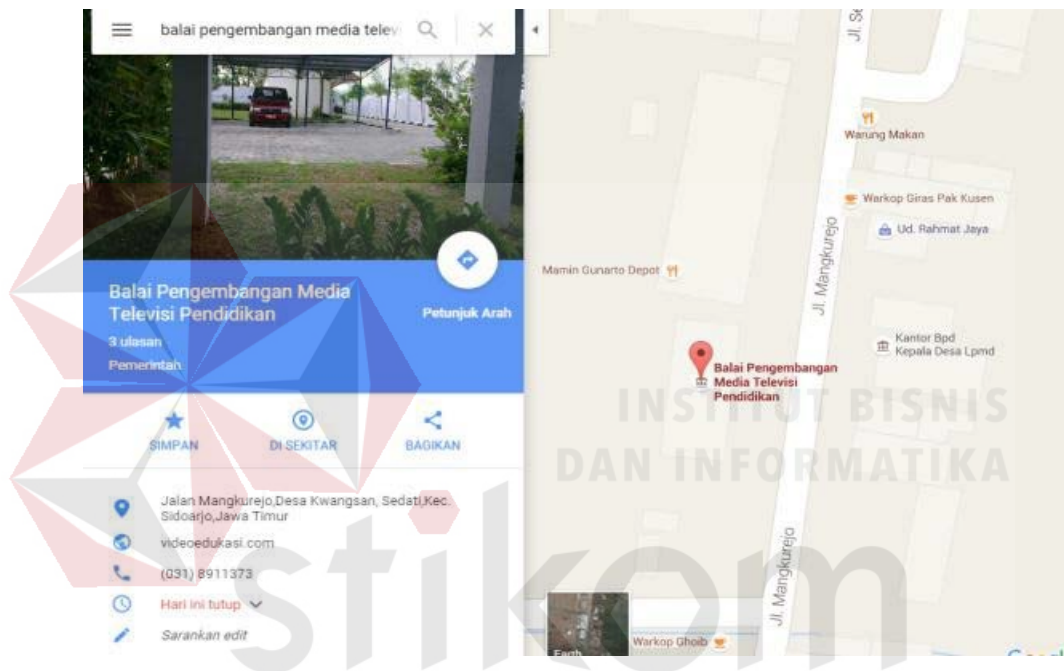 balai pengembangan media telev
Balai Pengembangan Media
Televisi Pendidikan
3 ulasan
Pemerintah
Petunjuk Arah
SIMPAN
DI SEKITAR
BAGIKAN
Jalan Mangkurejo,Desa Kwangsan, Sedati,Kec.
Sidoarjo,Jawa Timur
videoedukasi.com
(031) 8911373
Hari ini tutup
Sarankan edit
Jl. Se
Warung Makan
Warkop Giras Pak Kusen
Ud. Rahmat Jaya
Jl. Mangkurejo
Mamin Gunarto Depot
Kantor Bpd
Kepala Desa Lpmd
Balai Pengembangan
Media Televisi
Pendidikan
Jl. Mangkurejo
Warkop Ghoib
Earth
INSTITUT BISNIS
DAN INFORMATIKA
stikom